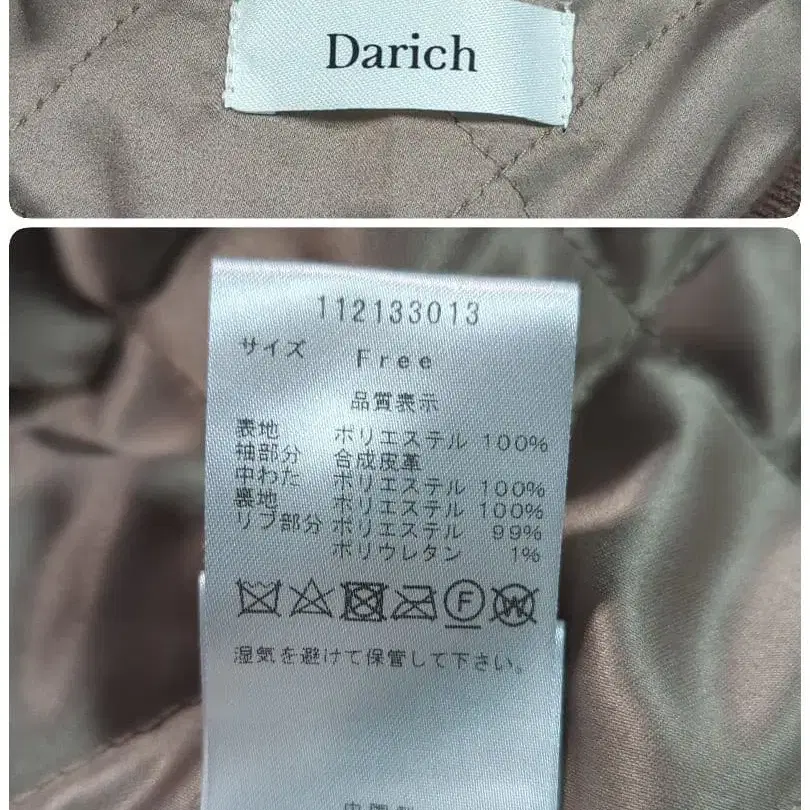 Darich
112133013
サイズ Free
品質表示
表地 ポリエステル 100%
袖部分 合成皮革
中わた ポリエステル 100%
裏地 ポリエステル 100%
リブ部分 ポリエステル 99%
ポリウレタン 1%
F W
湿気を避けて保管して下さい。